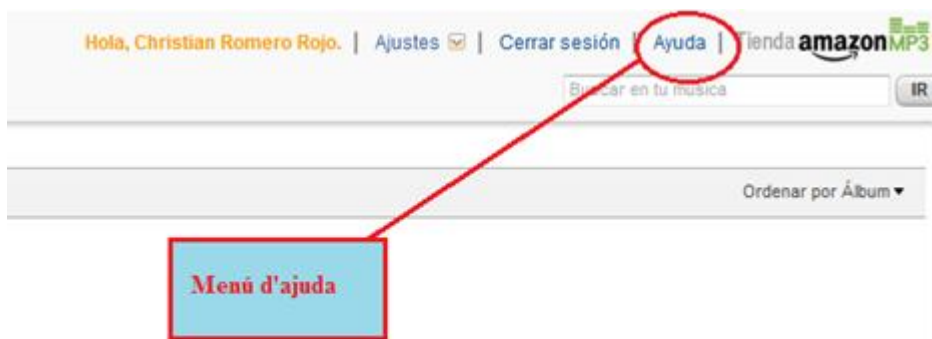 Hola, Christian Romero Rojo. | Ajustes | Cerrar sesión | Ayuda | Tienda amazonMP3
Buscar en tu música IR
Ordenar por Álbum
Menú d'ajuda